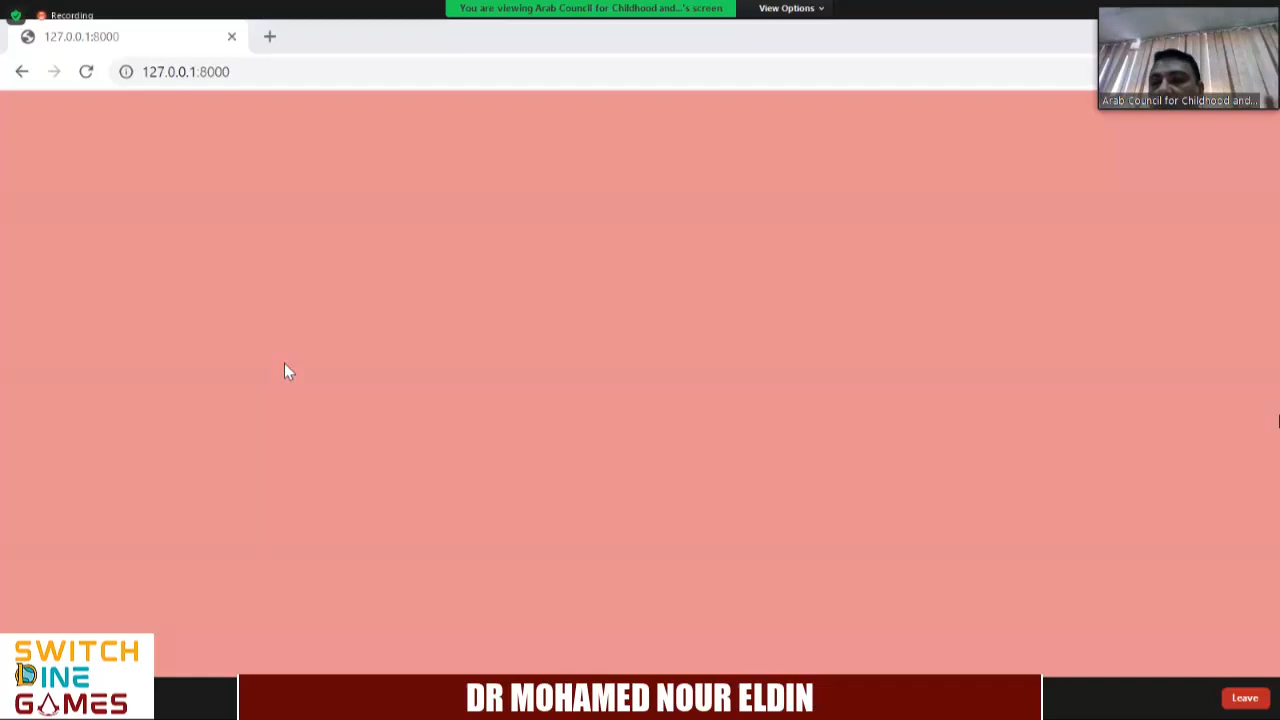 Recording
You are viewing Arab Council for Childhood and...'s screen
View Options
127.0.0.1:8000
127.0.0.1:8000
Arab Council for Childhood and...
SWITCH
DINE
GAMES
DR MOHAMED NOUR ELDIN
Leave